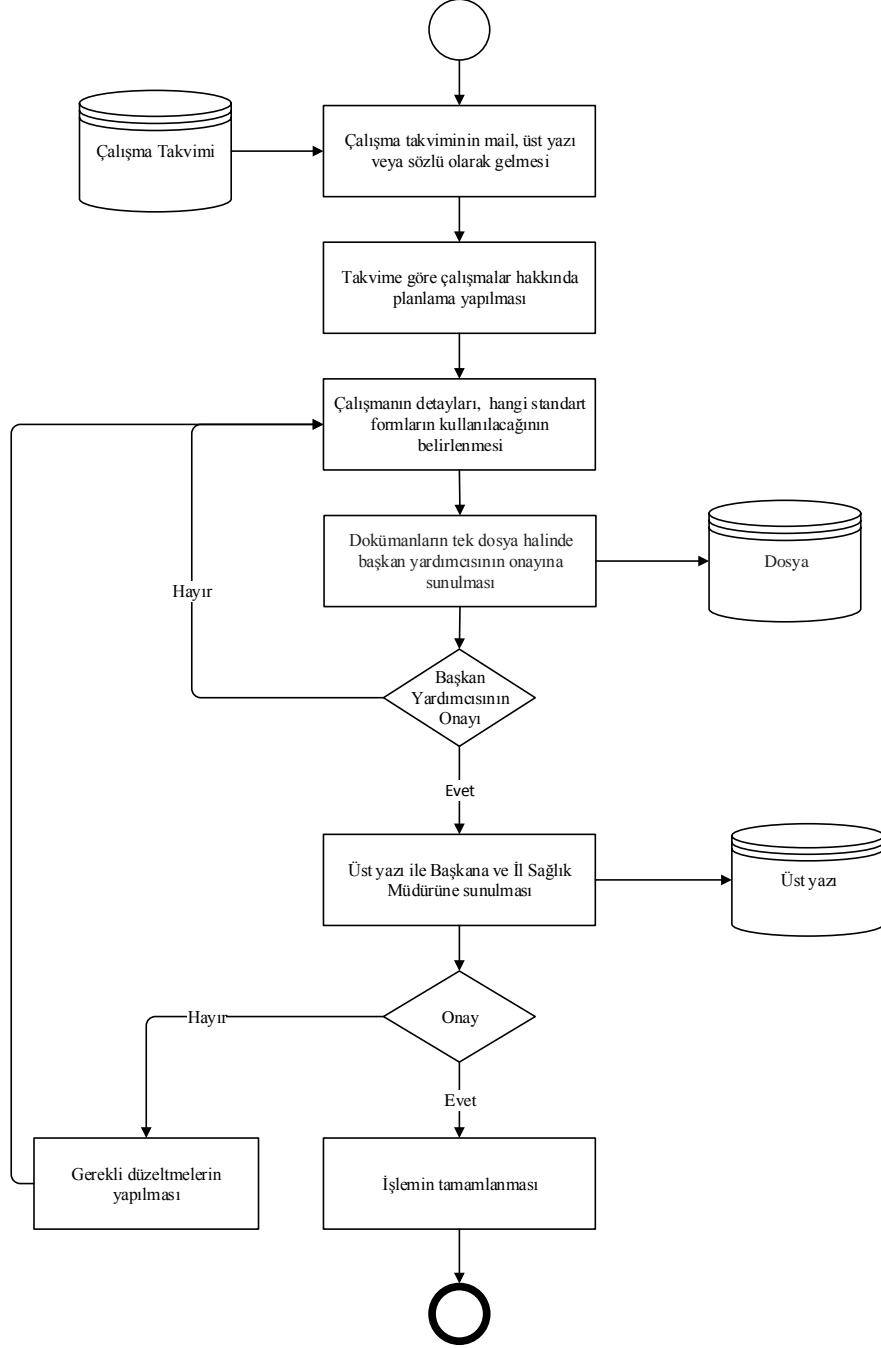 Çalışma Takvimi
Çalışma takviminin mail, üst yazı
veya sözlü olarak gelmesi
Takvime göre çalışmalar hakkında
planlama yapılması
Çalışmanın detayları, hangi standart
formların kullanılacağının
belirlenmesi
Dokümanların tek dosya halinde
başkan yardımcısının onayına
sunulması
Dosya
Hayır
Başkan
Yardımcısının
Onayı
Evet
Üst yazı ile Başkana ve İl Sağlık
Müdürüne sunulması
Üst yazı
Onay
Hayır
Evet
Gerekli düzeltmelerin
yapılması
İşlemin tamamlanması